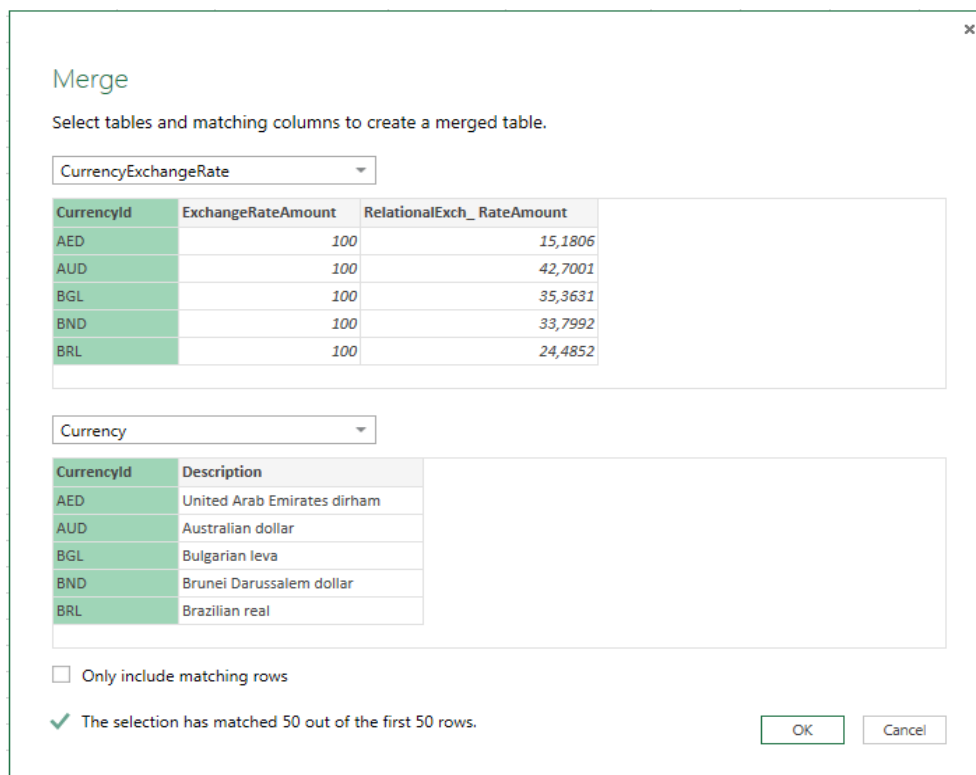 Merge
Select tables and matching columns to create a merged table.
CurrencyExchangeRate
CurrencyId ExchangeRateAmount RelationalExch_ RateAmount
AED 100 15,1806
AUD 100 42,7001
BGL 100 35,3631
BND 100 33,7992
BRL 100 24,4852
Currency
CurrencyId Description
AED United Arab Emirates dirham
AUD Australian dollar
BGL Bulgarian leva
BND Brunei Darussalem dollar
BRL Brazilian real
Only include matching rows
The selection has matched 50 out of the first 50 rows.
OK Cancel